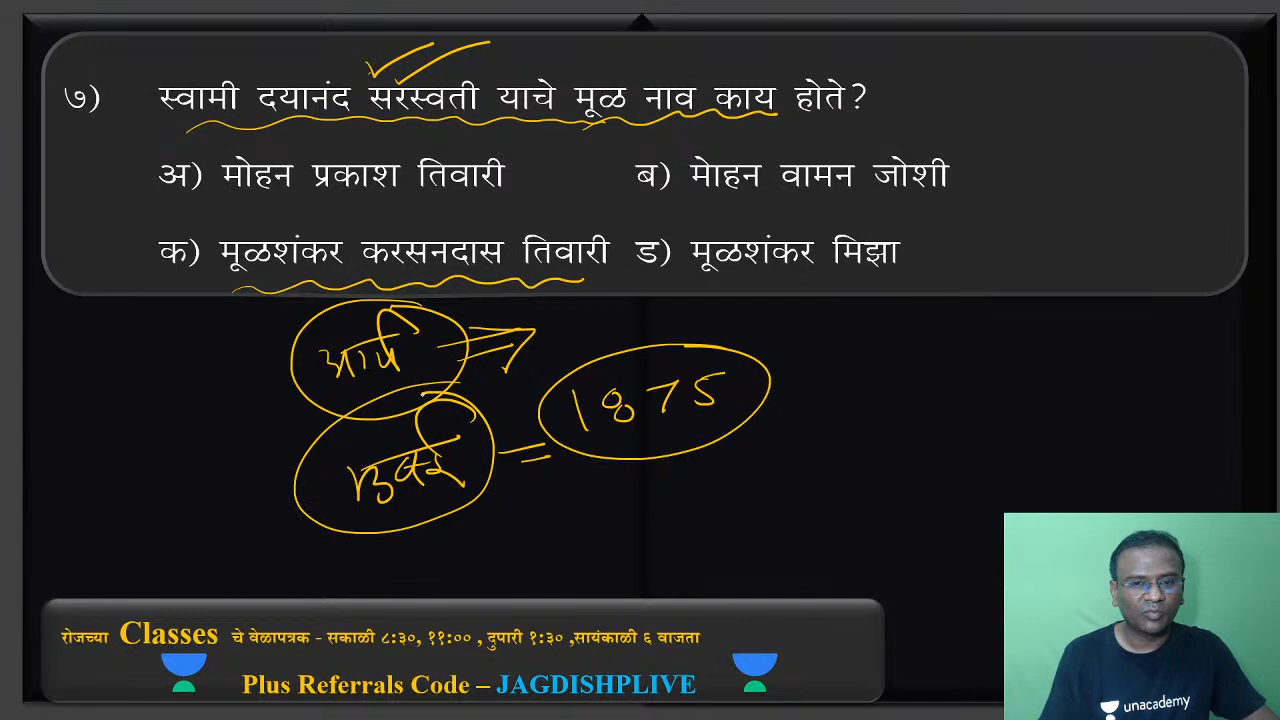 ७) स्वामी दयानंद सरस्वती याचे मूळ नाव काय होते?
अ) मोहन प्रकाश तिवारी ब) मेाहन वामन जोशी
क) मूळशंकर करसनदास तिवारी ड) मूळशंकर मिझा
आर्य
= 1875
रोजच्या Classes चे वेळापत्रक - सकाळी ८:३०, ११:०० , दुपारी १:३० ,सायंकाळी ६ वाजता
Plus Referrals Code – JAGDISHPLIVE
unacademy